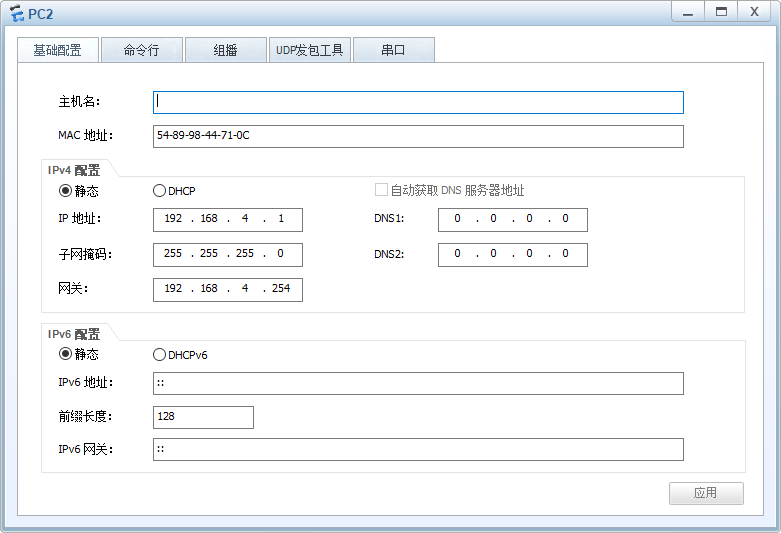 PC2
基础配置 命令行 组播 UDP发包工具 串口
主机名:
MAC 地址: 54-89-98-44-71-0C
IPv4 配置
静态 DHCP 自动获取 DNS 服务器地址
IP 地址: 192 . 168 . 4 . 1 DNS1: 0 . 0 . 0 . 0
子网掩码: 255 . 255 . 255 . 0 DNS2: 0 . 0 . 0 . 0
网关: 192 . 168 . 4 . 254
IPv6 配置
静态 DHCPv6
IPv6 地址: ::
前缀长度: 128
IPv6 网关: ::
应用